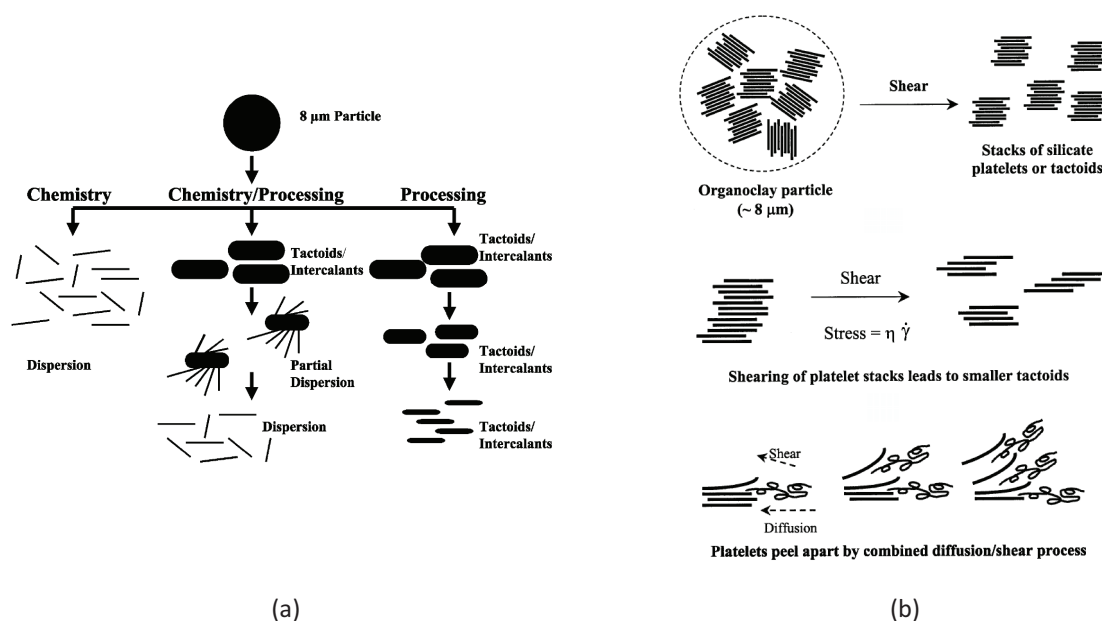 8 μm Particle
Chemistry
Chemistry/Processing
Processing
Tactoids/
Intercalants
Tactoids/
Intercalants
Partial
Dispersion
Tactoids/
Intercalants
Dispersion
Dispersion
Tactoids/
Intercalants
(a)
Shear
Organoclay particle
(~ 8 μm)
Stacks of silicate
platelets or tactoids
Shear
Stress = η γ̇
Shearing of platelet stacks leads to smaller tactoids
Shear
Diffusion
Platelets peel apart by combined diffusion/shear process
(b)